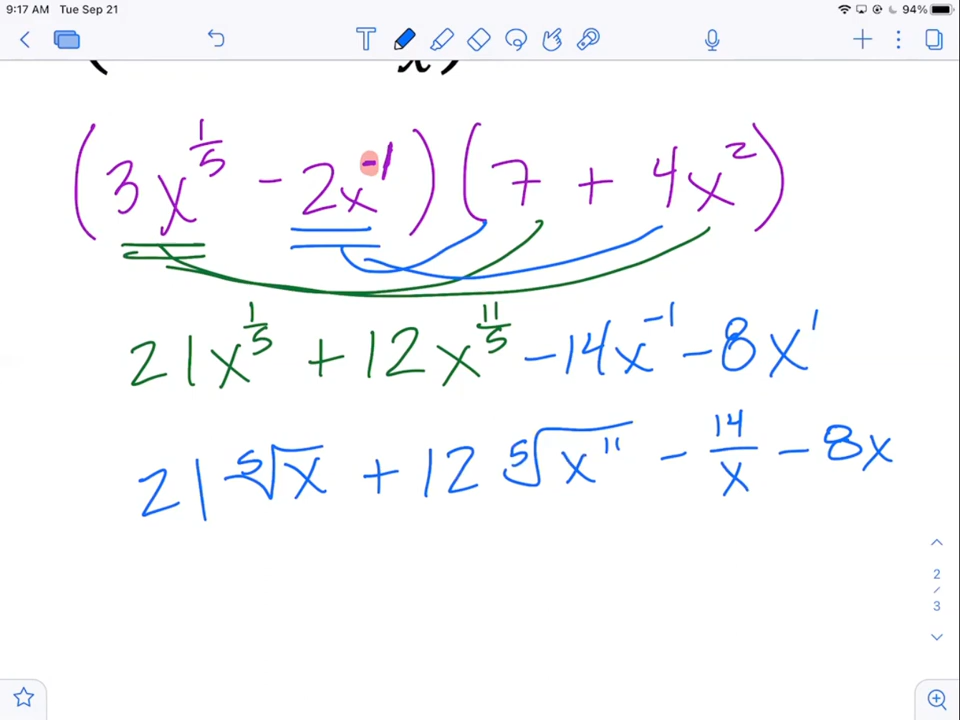 9:17 AM Tue Sep 21 94%
T
(3x^{1/5} - 2x^{-1})(7 + 4x^2)
21x^{1/5} + 12x^{11/5} - 14x^{-1} - 8x^1
21 ⁵√x + 12 ⁵√x^{11} - 14/x - 8x
2
/
3